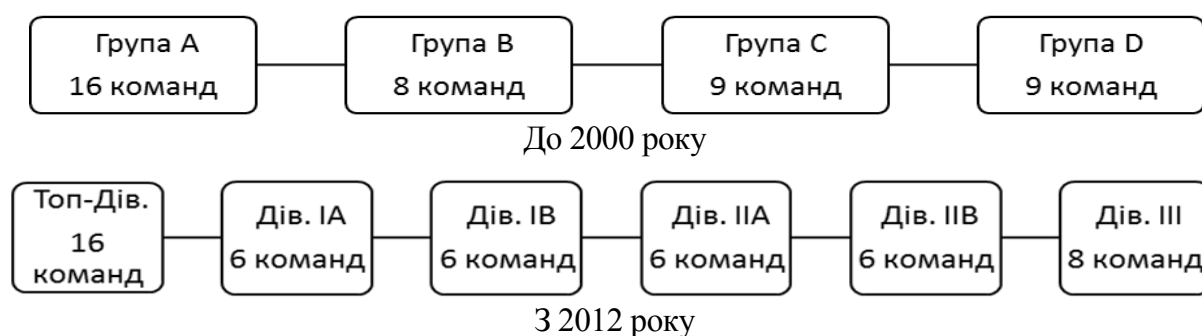 Група A
16 команд
Група B
8 команд
Група C
9 команд
Група D
9 команд
До 2000 року
Топ-Дів.
16
команд
Дів. IA
6 команд
Дів. IB
6 команд
Дів. IIA
6 команд
Дів. IIB
6 команд
Дів. III
8 команд
З 2012 року